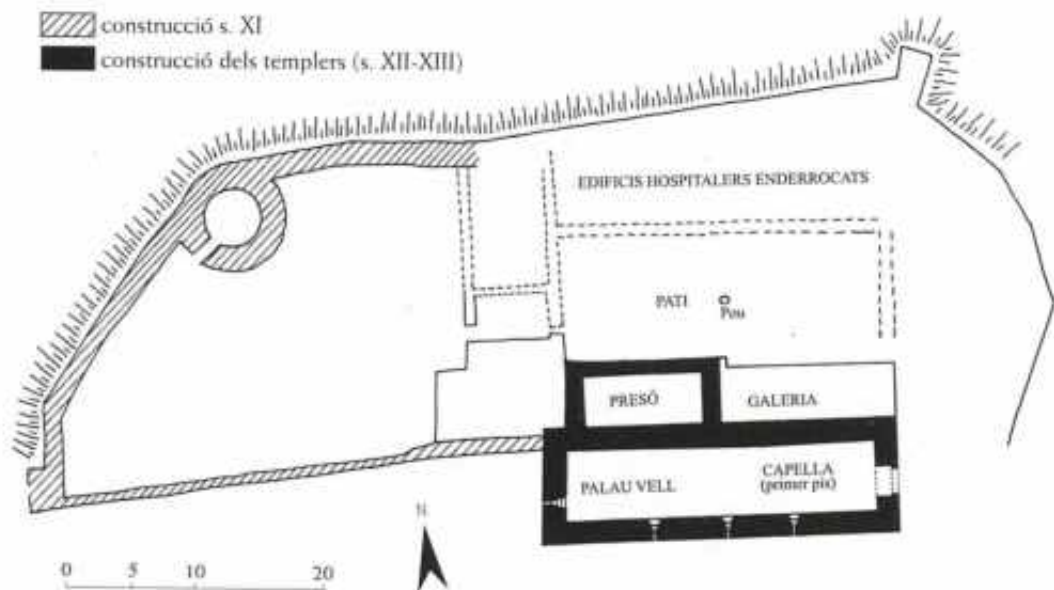 construcció s. XI
construcció dels templers (s. XII-XIII)
EDIFICIS HOSPITALERS ENDERROCATS
PATI
Pou
PRESÓ
GALERIA
PALAU VELL
CAPELLA
(primer pis)
N
0 5 10 20